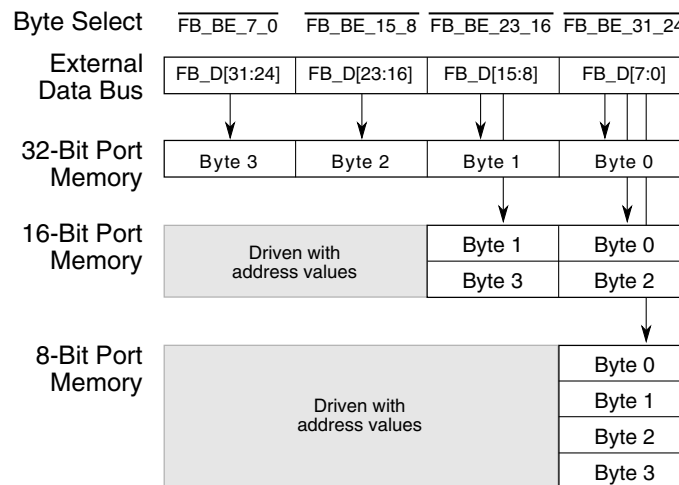 Byte Select FB_BE_7_0 FB_BE_15_8 FB_BE_23_16 FB_BE_31_24
External
Data Bus
FB_D[31:24] FB_D[23:16] FB_D[15:8] FB_D[7:0]
32-Bit Port
Memory
Byte 3 Byte 2 Byte 1 Byte 0
16-Bit Port
Memory
Driven with
address values
Byte 1 Byte 0
Byte 3 Byte 2
8-Bit Port
Memory
Driven with
address values
Byte 0
Byte 1
Byte 2
Byte 3